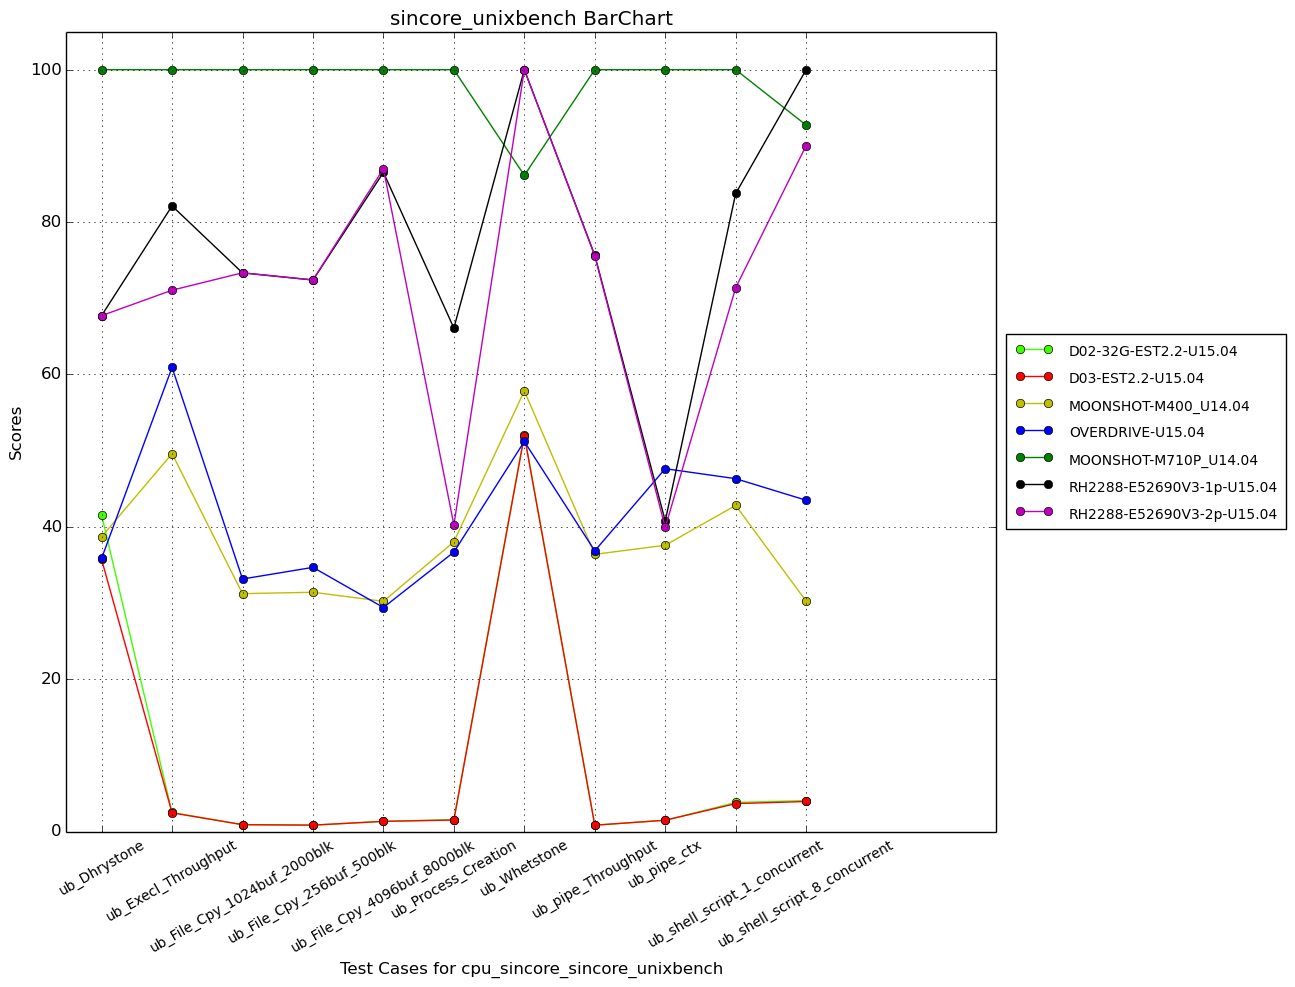 sincore_unixbench BarChart
100
80
60
40
20
0
Scores
ub_Dhrystone
ub_Execl_Throughput
ub_File_Cpy_1024buf_2000blk
ub_File_Cpy_256buf_500blk
ub_File_Cpy_4096buf_8000blk
ub_Process_Creation
ub_Whetstone
ub_pipe_Throughput
ub_pipe_ctx
ub_shell_script_1_concurrent
ub_shell_script_8_concurrent
Test Cases for cpu_sincore_sincore_unixbench
D02-32G-EST2.2-U15.04
D03-EST2.2-U15.04
MOONSHOT-M400_U14.04
OVERDRIVE-U15.04
MOONSHOT-M710P_U14.04
RH2288-E52690V3-1p-U15.04
RH2288-E52690V3-2p-U15.04